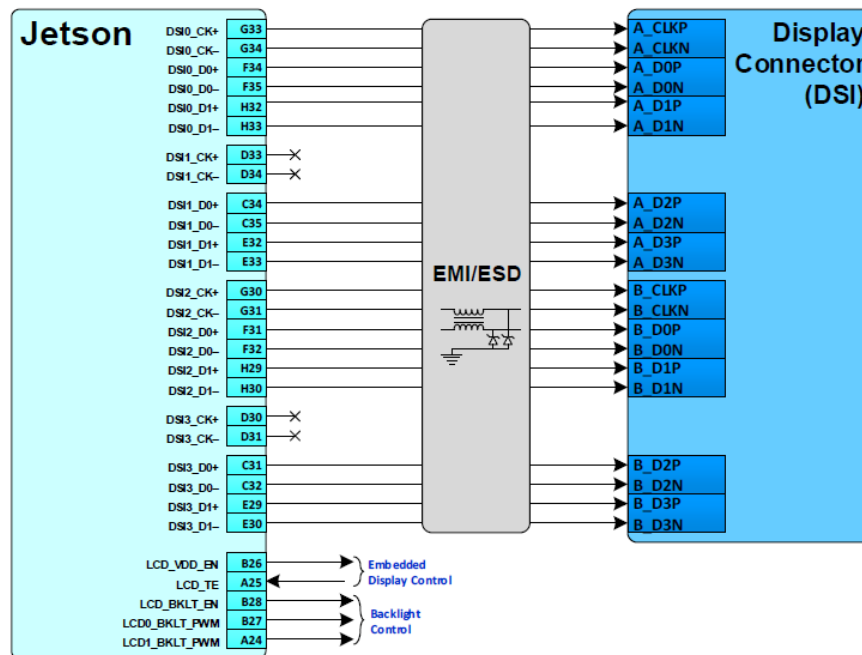 Jetson
Display
Connector
(DSI)
DSI0_CK+ G33 A_CLKP
DSI0_CK– G34 A_CLKN
DSI0_D0+ F34 A_D0P
DSI0_D0– F35 A_D0N
DSI0_D1+ H32 A_D1P
DSI0_D1– H33 A_D1N
DSI1_CK+ D33
DSI1_CK– D34
DSI1_D0+ C34 A_D2P
DSI1_D0– C35 A_D2N
DSI1_D1+ E32 A_D3P
DSI1_D1– E33 A_D3N
EMI/ESD
DSI2_CK+ G30 B_CLKP
DSI2_CK– G31 B_CLKN
DSI2_D0+ F31 B_D0P
DSI2_D0– F32 B_D0N
DSI2_D1+ H29 B_D1P
DSI2_D1– H30 B_D1N
DSI3_CK+ D30
DSI3_CK– D31
DSI3_D0+ C31 B_D2P
DSI3_D0– C32 B_D2N
DSI3_D1+ E29 B_D3P
DSI3_D1– E30 B_D3N
LCD_VDD_EN B26
LCD_TE A25
Embedded
Display Control
LCD_BKLT_EN B28
LCD0_BKLT_PWM B27
LCD1_BKLT_PWM A24
Backlight
Control